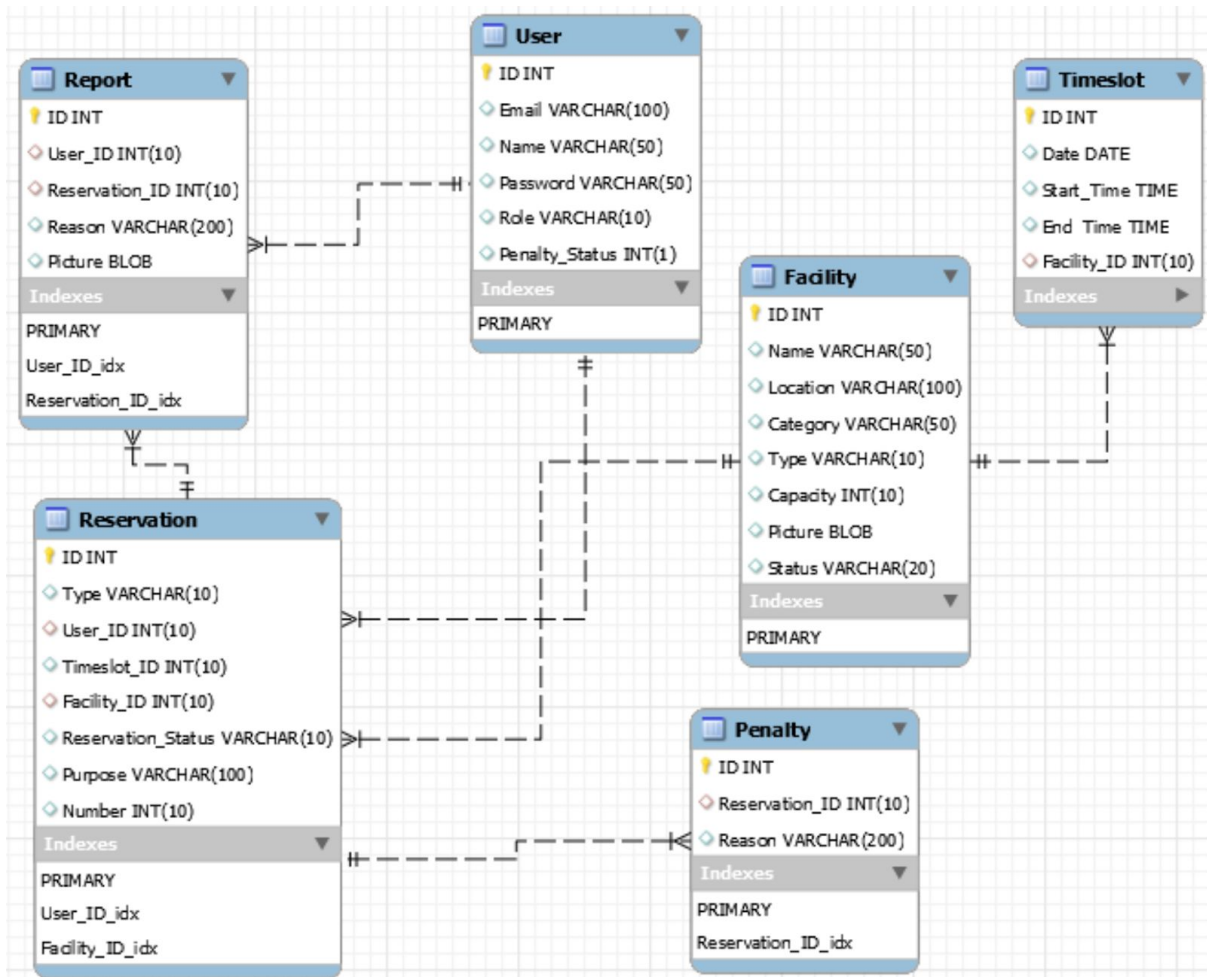 Report
ID INT
User_ID INT(10)
Reservation_ID INT(10)
Reason VARCHAR(200)
Picture BLOB
Indexes
PRIMARY
User_ID_idx
Reservation_ID_idx
User
ID INT
Email VARCHAR(100)
Name VARCHAR(50)
Password VARCHAR(50)
Role VARCHAR(10)
Penalty_Status INT(1)
Indexes
PRIMARY
Timeslot
ID INT
Date DATE
Start_Time TIME
End Time TIME
Facility_ID INT(10)
Indexes
Facility
ID INT
Name VARCHAR(50)
Location VARCHAR(100)
Category VARCHAR(50)
Type VARCHAR(10)
Capacity INT(10)
Picture BLOB
Status VARCHAR(20)
Indexes
PRIMARY
Reservation
ID INT
Type VARCHAR(10)
User_ID INT(10)
Timeslot_ID INT(10)
Facility_ID INT(10)
Reservation_Status VARCHAR(10)
Purpose VARCHAR(100)
Number INT(10)
Indexes
PRIMARY
User_ID_idx
Facility_ID_idx
Penalty
ID INT
Reservation_ID INT(10)
Reason VARCHAR(200)
Indexes
PRIMARY
Reservation_ID_idx